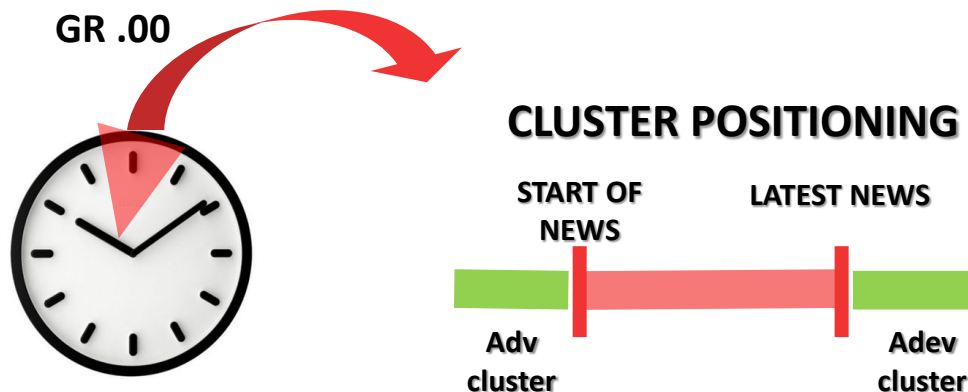 GR .00
CLUSTER POSITIONING
START OF
NEWS
LATEST NEWS
Adv
cluster
Adev
cluster